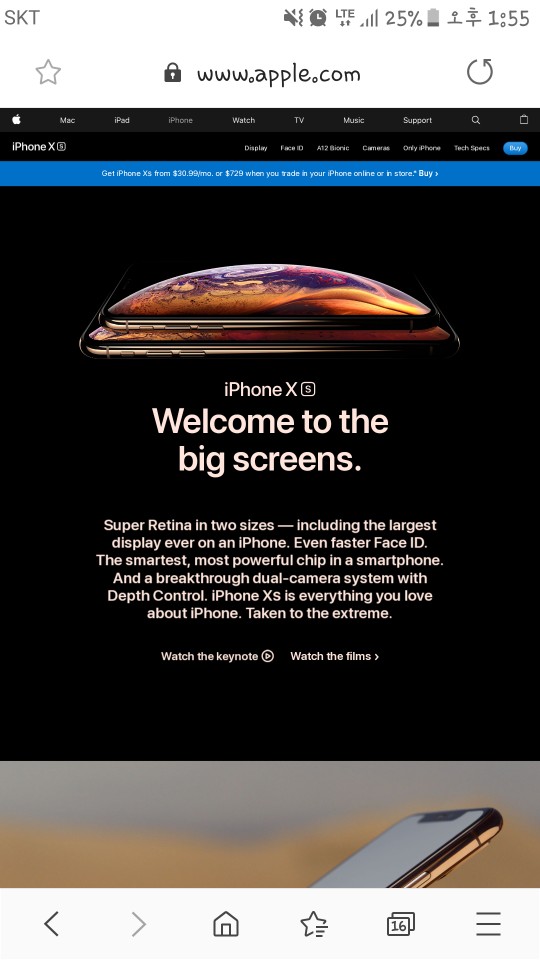 SKT LTE 25% 오후 1:55
www.apple.com
Mac iPad iPhone Watch TV Music Support
iPhone XS Display Face ID A12 Bionic Cameras Only iPhone Tech Specs Buy
Get iPhone Xs from $30.99/mo. or $729 when you trade in your iPhone online or in store.* Buy ›
iPhone XS
Welcome to the
big screens.
Super Retina in two sizes — including the largest
display ever on an iPhone. Even faster Face ID.
The smartest, most powerful chip in a smartphone.
And a breakthrough dual-camera system with
Depth Control. iPhone Xs is everything you love
about iPhone. Taken to the extreme.
Watch the keynote Watch the films ›
16